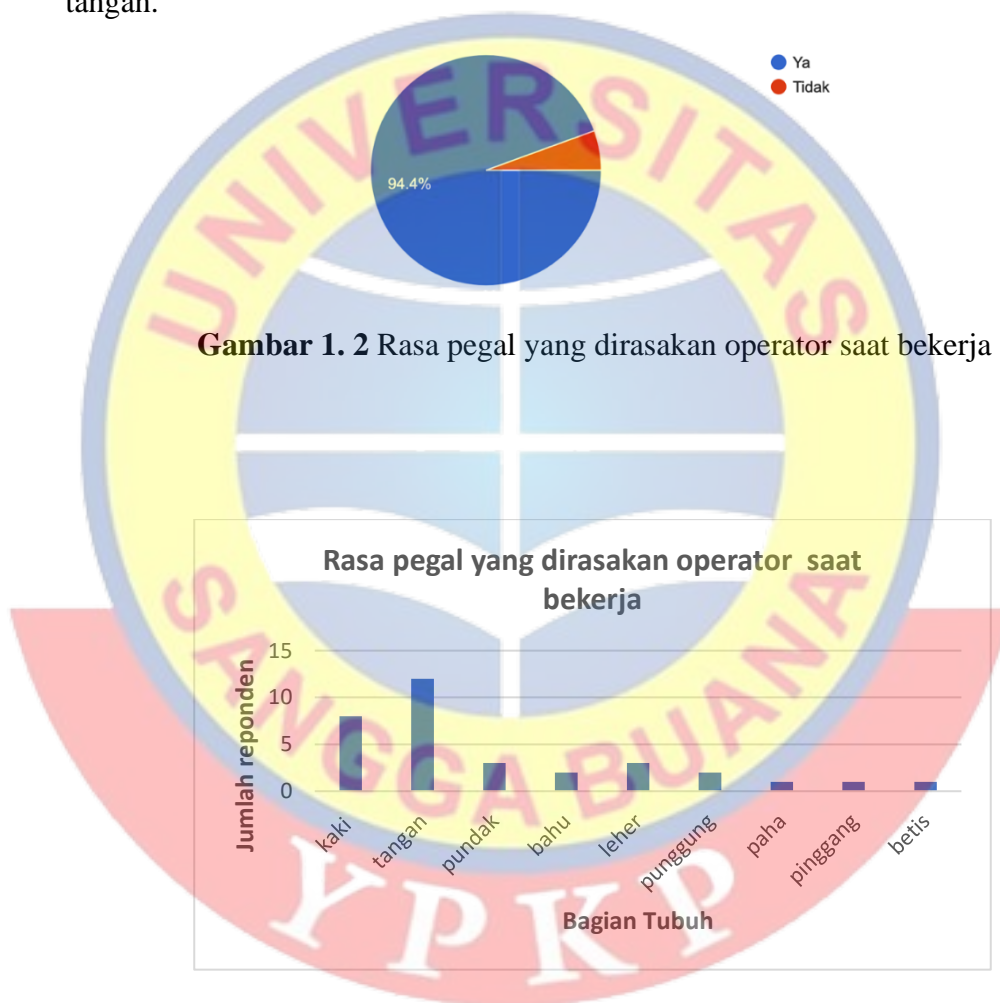 tangan.
Ya
Tidak
94.4%
Gambar 1. 2 Rasa pegal yang dirasakan operator saat bekerja
Rasa pegal yang dirasakan operator saat
bekerja
Jumlah reponden
15
10
5
0
kaki
tangan
pundak
bahu
leher
punggung
paha
pinggang
betis
Bagian Tubuh
UNIVERSITAS
SANGGA BUANA
YPKP